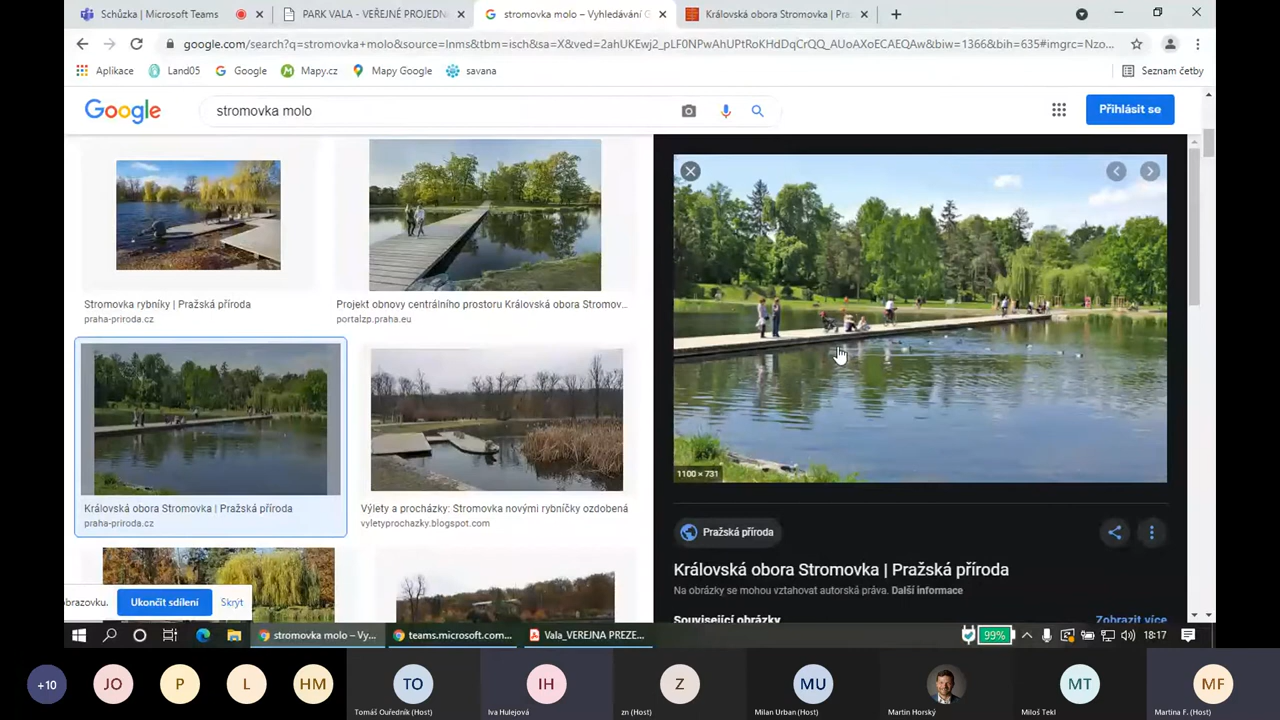 Schůzka | Microsoft Teams
PARK VALA - VEŘEJNÉ PROJEDN
stromovka molo – Vyhledávání G
Královská obora Stromovka | Praž
google.com/search?q=stromovka+molo&source=lnms&tbm=isch&sa=X&ved=2ahUKEwj2_pLF0NPwAhUPtRoKHdDqCrQQ_AUoAXoECAEQAw&biw=1366&bih=635#imgrc=Nzo...
Aplikace
Land05
Google
Mapy.cz
Mapy Google
savana
Seznam četby
Google
stromovka molo
Přihlásit se
Stromovka rybníky | Pražská příroda
praha-priroda.cz
Projekt obnovy centrálního prostoru Královská obora Stromov...
portalzp.praha.eu
Královská obora Stromovka | Pražská příroda
praha-priroda.cz
Výlety a procházy: Stromovka novými rybníčky ozdobená
vyletyprochazky.blogspot.com
1100 × 731
Pražská příroda
Královská obora Stromovka | Pražská příroda
Na obrázky se mohou vztahovat autorská práva. Další informace
Související obrázky
Zobrazit více
obrazovku.
Ukončit sdílení
Skrýt
stromovka molo – Vy...
teams.microsoft.com...
Vala_VEREJNA PREZE...
99%
18:17
+10
JO
P
L
HM
TO
IH
Z
MU
MT
MF
Tomáš Ouředník (Host)
Iva Hulejová
zn (Host)
Milan Urban (Host)
Martin Horský
Miloš Tekl
Martina F. (Host)